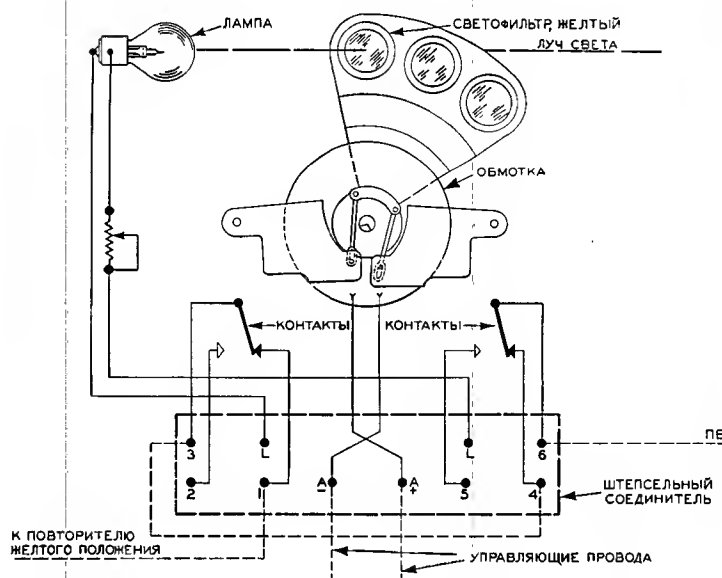 ЛАМПА
СВЕТОФИЛЬТР, ЖЕЛТЫЙ
ЛУЧ СВЕТА
ОБМОТКА
КОНТАКТЫ
КОНТАКТЫ
3
L
L
6
ПЕ
2
1
A
−
A
+
5
4
ШТЕПСЕЛЬНЫЙ
СОЕДИНИТЕЛЬ
К ПОВТОРИТЕЛЮ
ЖЕЛТОГО ПОЛОЖЕНИЯ
УПРАВЛЯЮЩИЕ ПРОВОДА